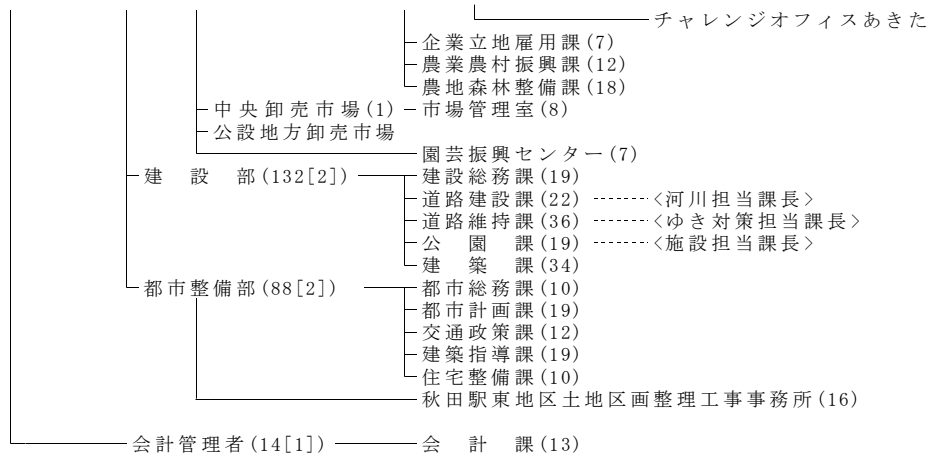 チャレンジオフィスあきた
企業立地雇用課(7)
農業農村振興課(12)
農地森林整備課(18)
中央卸売市場(1) 市場管理室(8)
公設地方卸売市場
園芸振興センター(7)
建設部(132[2]) 建設総務課(19)
道路建設課(22) <河川担当課長>
道路維持課(36) <ゆき対策担当課長>
公園課(19) <施設担当課長>
建築課(34)
都市整備部(88[2]) 都市総務課(10)
都市計画課(19)
交通政策課(12)
建築指導課(19)
住宅整備課(10)
秋田駅東地区土地区画整理工事事務所(16)
会計管理者(14[1]) 会計課(13)